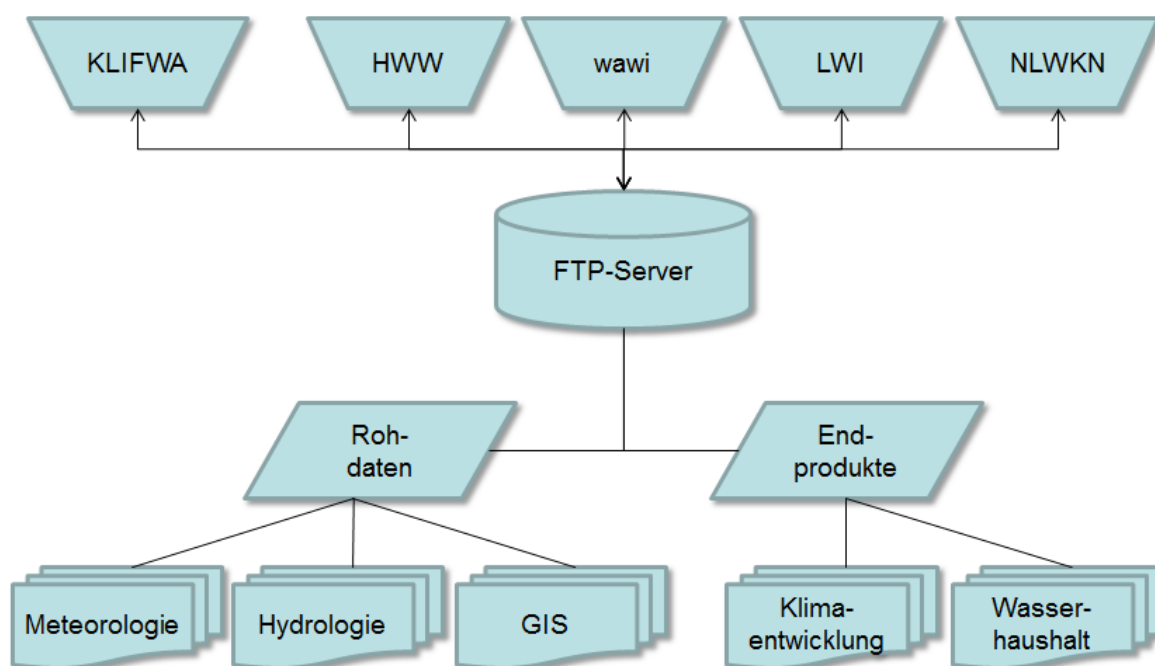 KLIFWA
HWW
wawi
LWI
NLWKN
FTP-Server
Roh-
daten
End-
produkte
Meteorologie
Hydrologie
GIS
Klima-
entwicklung
Wasser-
haushalt